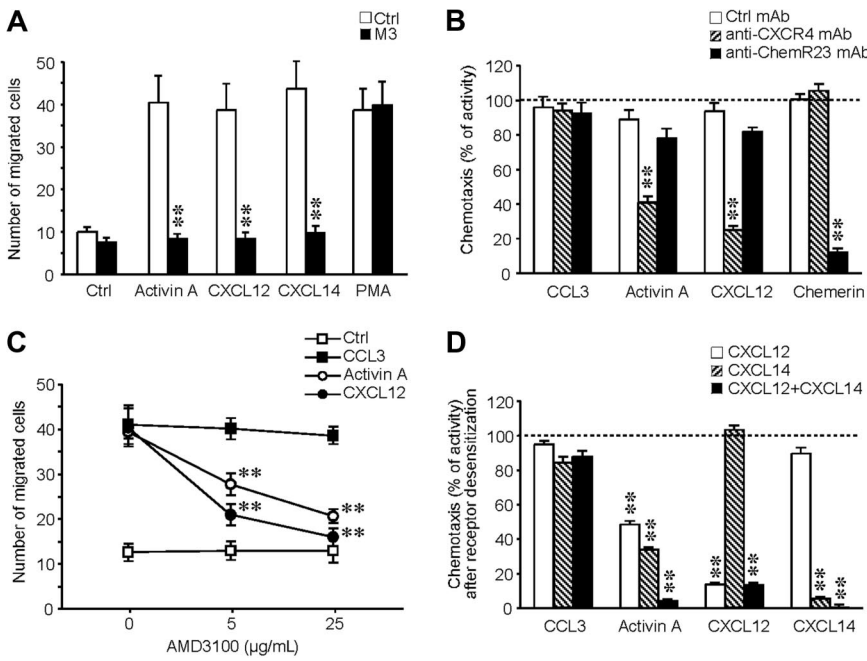 A
Ctrl
M3
Number of migrated cells
50
40
30
20
10
0
**
**
**
Ctrl
Activin A
CXCL12
CXCL14
PMA
B
Ctrl mAb
anti-CXCR4 mAb
anti-ChemR23 mAb
Chemotaxis (% of activity)
120
100
80
60
40
20
0
**
**
**
CCL3
Activin A
CXCL12
Chemerin
C
Ctrl
CCL3
Activin A
CXCL12
Number of migrated cells
50
40
30
20
10
0
**
**
**
**
0
5
25
AMD3100 (µg/mL)
D
CXCL12
CXCL14
CXCL12+CXCL14
Chemotaxis (% of activity)
after receptor desensitization
120
100
80
60
40
20
0
**
**
**
**
**
**
**
CCL3
Activin A
CXCL12
CXCL14